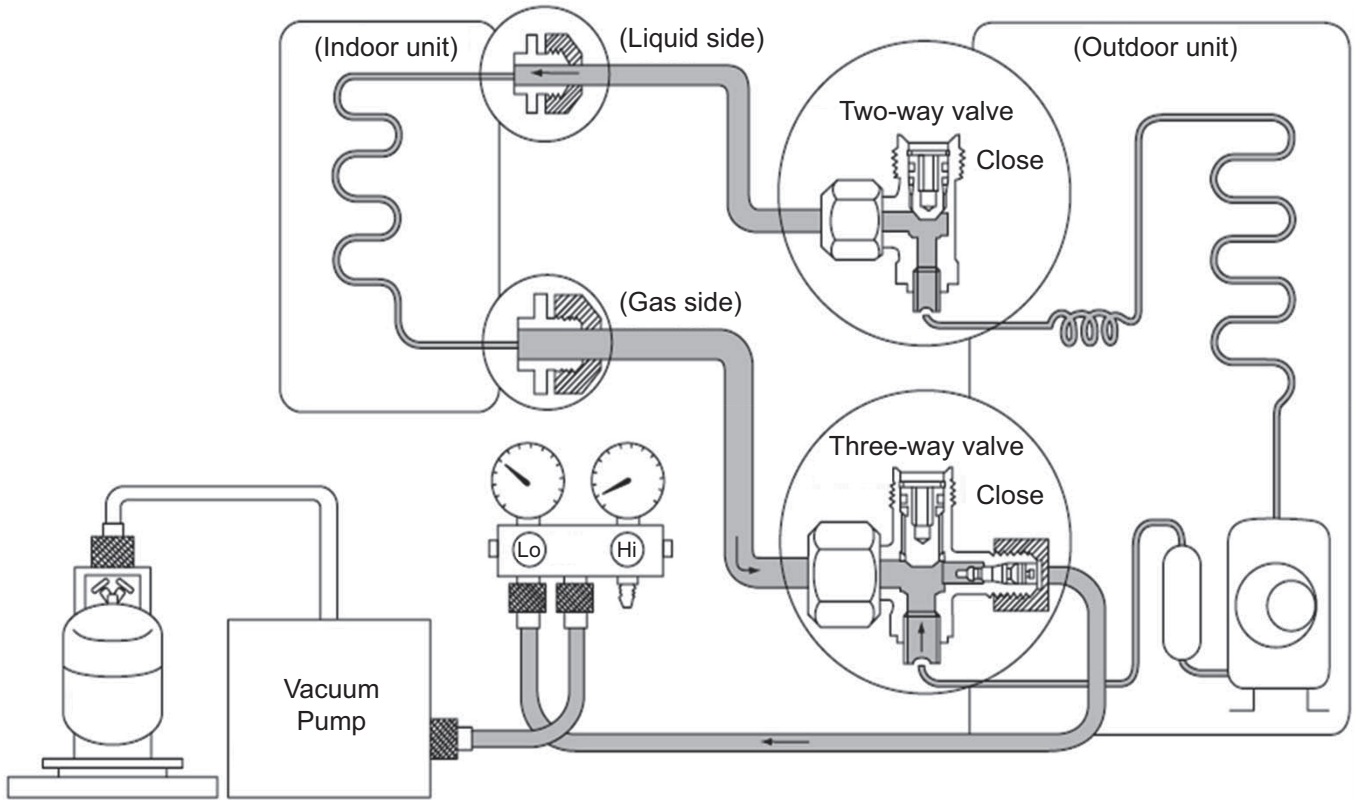 (Indoor unit)
(Liquid side)
(Outdoor unit)
Two-way valve
Close
(Gas side)
Three-way valve
Close
Lo
Hi
Vacuum
Pump